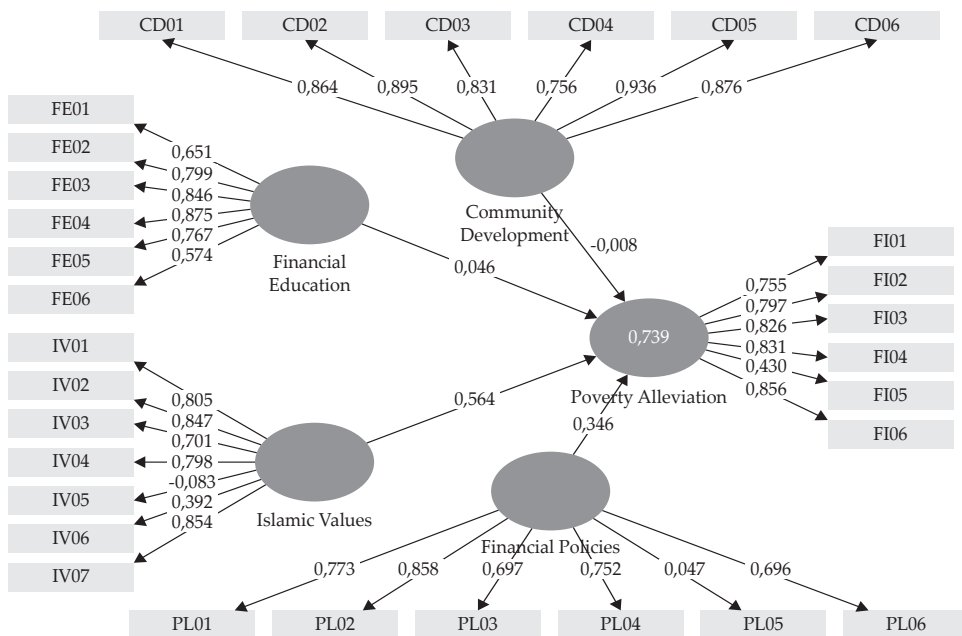 CD01
CD02
CD03
CD04
CD05
CD06
0,864
0,895
0,831
0,756
0,936
0,876
Community
Development
-0,008
FE01
FE02
FE03
FE04
FE05
FE06
0,651
0,799
0,846
0,875
0,767
0,574
Financial
Education
0,046
FI01
FI02
FI03
FI04
FI05
FI06
0,755
0,797
0,826
0,831
0,430
0,856
0,739
Poverty Alleviation
IV01
IV02
IV03
IV04
IV05
IV06
IV07
0,805
0,847
0,701
0,798
-0,083
0,392
0,854
Islamic Values
0,564
0,346
Financial Policies
0,773
0,858
0,697
0,752
0,047
0,696
PL01
PL02
PL03
PL04
PL05
PL06